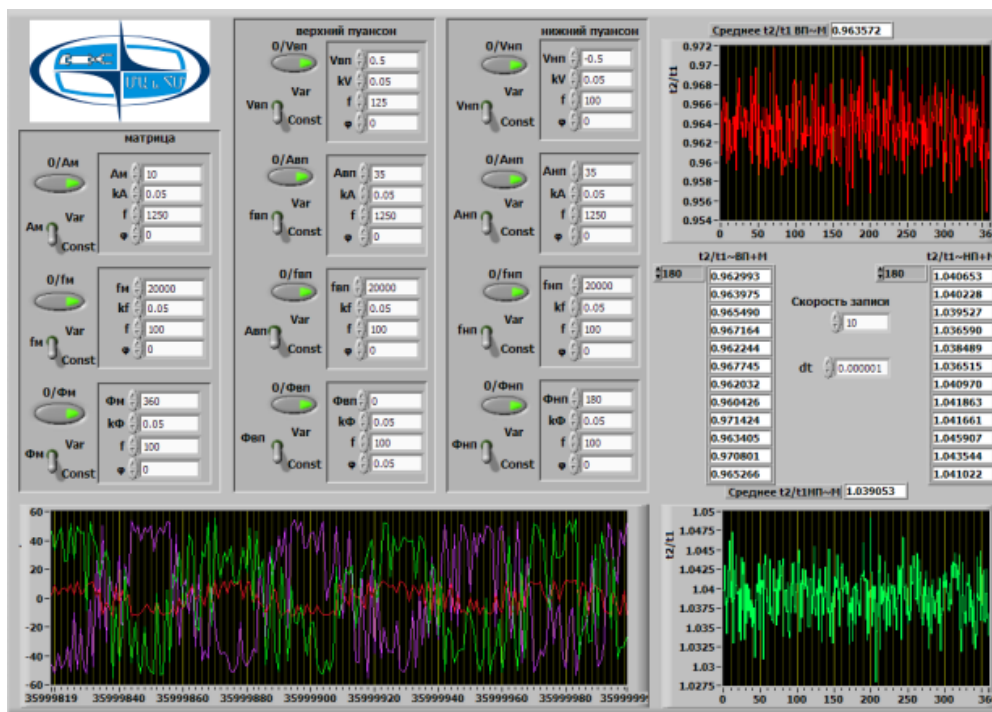 верхний пуансон
нижний пуансон
Среднее t2/t1 ВП~М 0.963572
0/Vвп
Vвп 0.5
kV 0.05
f 125
φ 0
Var
Vвп
Const
0/Vнп
Vнп -0.5
kV 0.05
f 100
φ 0
Var
Vнп
Const
матрица
0/Ам
Ам 10
kA 0.05
f 1250
φ 0
Var
Ам
Const
0/Авп
Авп 35
kA 0.05
f 1250
φ 0
Var
fвп
Const
0/Анп
Анп 35
kA 0.05
f 1250
φ 0
Var
Анп
Const
0/fм
fм 20000
kf 0.05
f 100
φ 0
Var
fм
Const
0/fвп
fвп 20000
kf 0.05
f 100
φ 0
Var
Авп
Const
0/fнп
fнп 20000
kf 0.05
f 100
φ 0
Var
fнп
Const
0/Фм
Фм 360
kФ 0.05
f 100
φ 0
Var
Фм
Const
0/Фвп
Фвп 0
kФ 0.05
f 100
φ 0.05
Var
Фвп
Const
0/Фнп
Фнп 180
kФ 0.05
f 100
φ 0
Var
Фнп
Const
t2/t1
0.972
0.97
0.968
0.966
0.964
0.962
0.96
0.958
0.956
0.954
0 50 100 150 200 250 300
t2/t1~ВП+М
180
0.962993
0.963975
0.965490
0.967164
0.962244
0.967745
0.962032
0.960426
0.971424
0.963405
0.970801
0.965266
Скорость записи
10
dt 0.000001
t2/t1~НП+М
180
1.040653
1.040228
1.039527
1.036590
1.038489
1.036515
1.040970
1.041863
1.041661
1.045907
1.043544
1.041022
Среднее t2/t1НП~М 1.039053
60
40
20
0
-20
-40
-60
35999819 35999840 35999860 35999880 35999900 35999920 35999940 35999960 35999980
t2/t1
1.05
1.0475
1.045
1.0425
1.04
1.0375
1.035
1.0325
1.03
1.0275
0 50 100 150 200 250 300